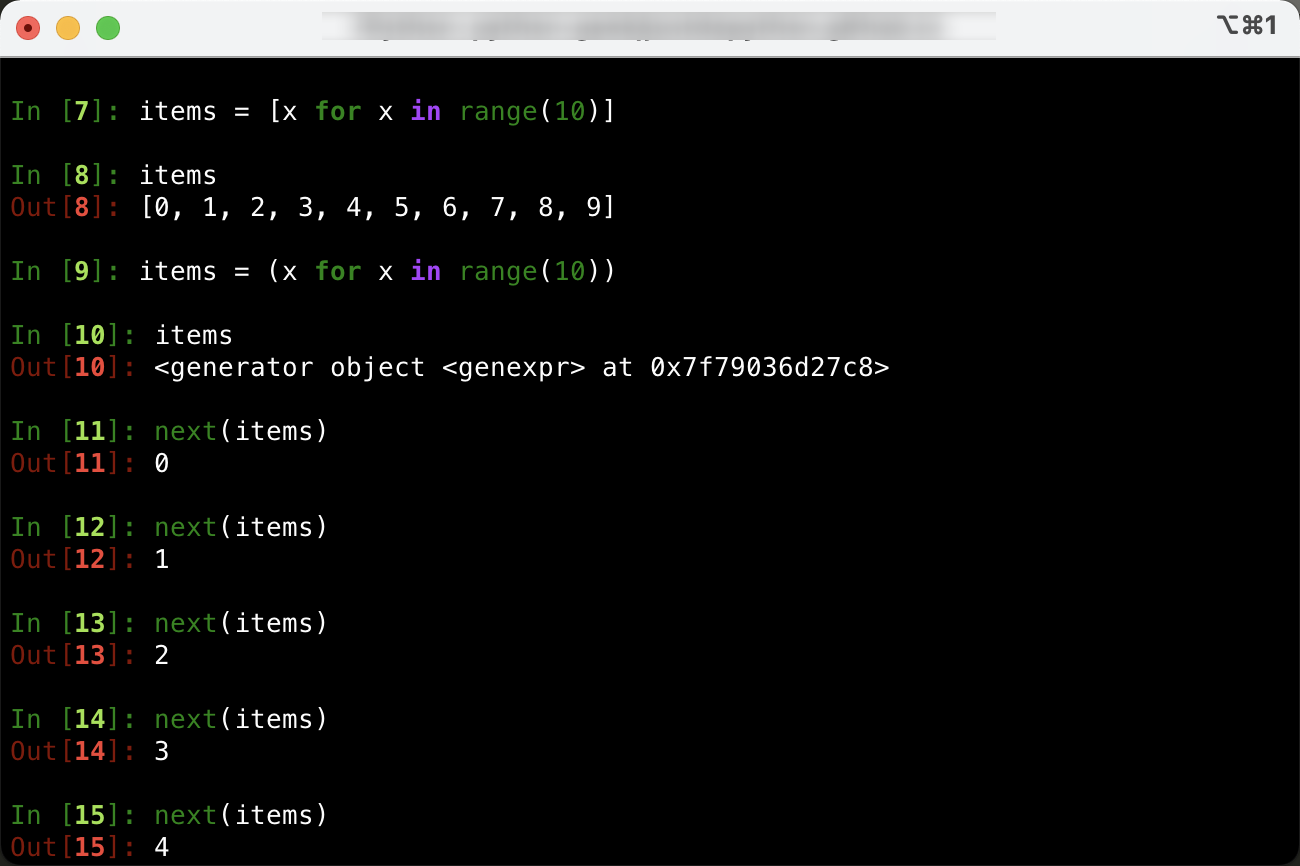 ⌥⌘1
In [7]: items = [x for x in range(10)]
In [8]: items
Out[8]: [0, 1, 2, 3, 4, 5, 6, 7, 8, 9]
In [9]: items = (x for x in range(10))
In [10]: items
Out[10]: <generator object <genexpr> at 0x7f79036d27c8>
In [11]: next(items)
Out[11]: 0
In [12]: next(items)
Out[12]: 1
In [13]: next(items)
Out[13]: 2
In [14]: next(items)
Out[14]: 3
In [15]: next(items)
Out[15]: 4